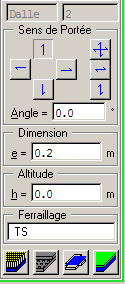 Dalle 2
Sens de Portée
1
Angle = 0.0 °
Dimension
e = 0.2 m
Altitude
h = 0.0 m
Ferraillage
TS